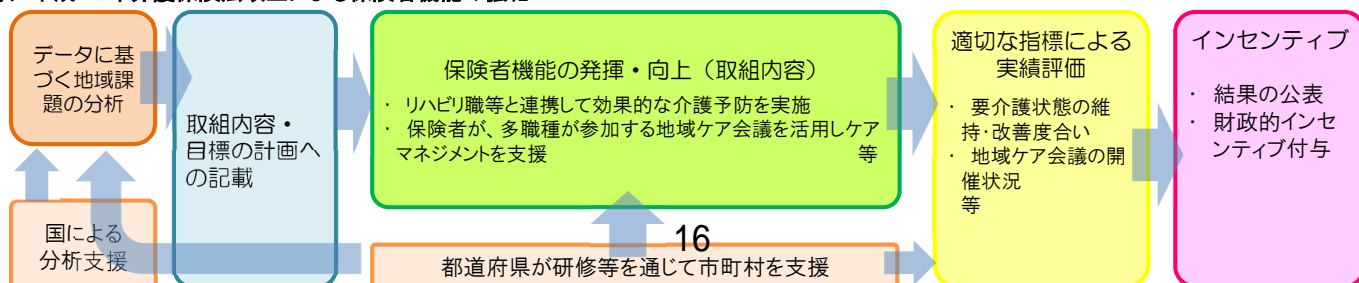 データに基
づく地域課
題の分析
国による
分析支援
取組内容・
目標の計画へ
の記載
保険者機能の発揮・向上（取組内容）
・ リハビリ職等と連携して効果的な介護予防を実施
・ 保険者が、多職種が参加する地域ケア会議を活用しケア
マネジメントを支援 等
16
都道府県が研修等を通じて市町村を支援
適切な指標による
実績評価
・ 要介護状態の維
持・改善度合い
・ 地域ケア会議の開
催状況
等
インセンティブ
・ 結果の公表
・ 財政的インセ
ンティブ付与